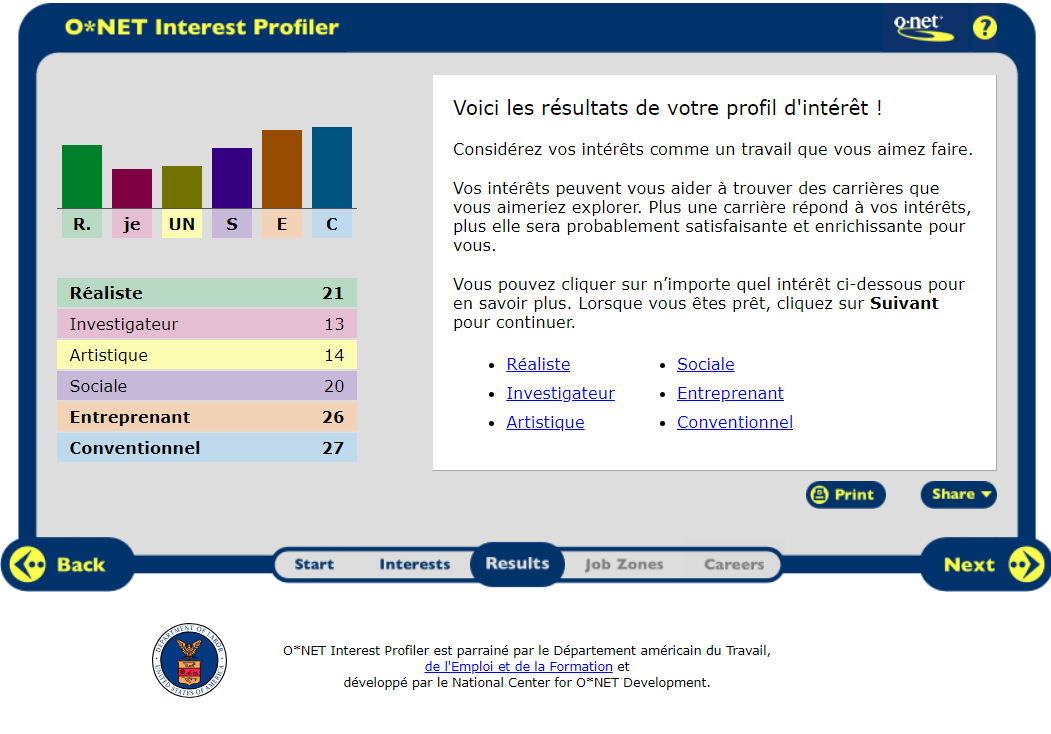 O*NET Interest Profiler
o·net
?
R.
je
UN
S
E
C
Réaliste 21
Investigateur 13
Artistique 14
Sociale 20
Entreprenant 26
Conventionnel 27
Voici les résultats de votre profil d'intérêt !
Considérez vos intérêts comme un travail que vous aimez faire.
Vos intérêts peuvent vous aider à trouver des carrières que
vous aimeriez explorer. Plus une carrière répond à vos intérêts,
plus elle sera probablement satisfaisante et enrichissante pour
vous.
Vous pouvez cliquer sur n’importe quel intérêt ci-dessous pour
en savoir plus. Lorsque vous êtes prêt, cliquez sur Suivant
pour continuer.
• Réaliste
• Investigateur
• Artistique
• Sociale
• Entreprenant
• Conventionnel
Print
Share
Back
Start
Interests
Results
Job Zones
Careers
Next
DEPARTMENT OF LABOR
UNITED STATES OF AMERICA
O*NET Interest Profiler est parrainé par le Département américain du Travail,
de l'Emploi et de la Formation et
développé par le National Center for O*NET Development.